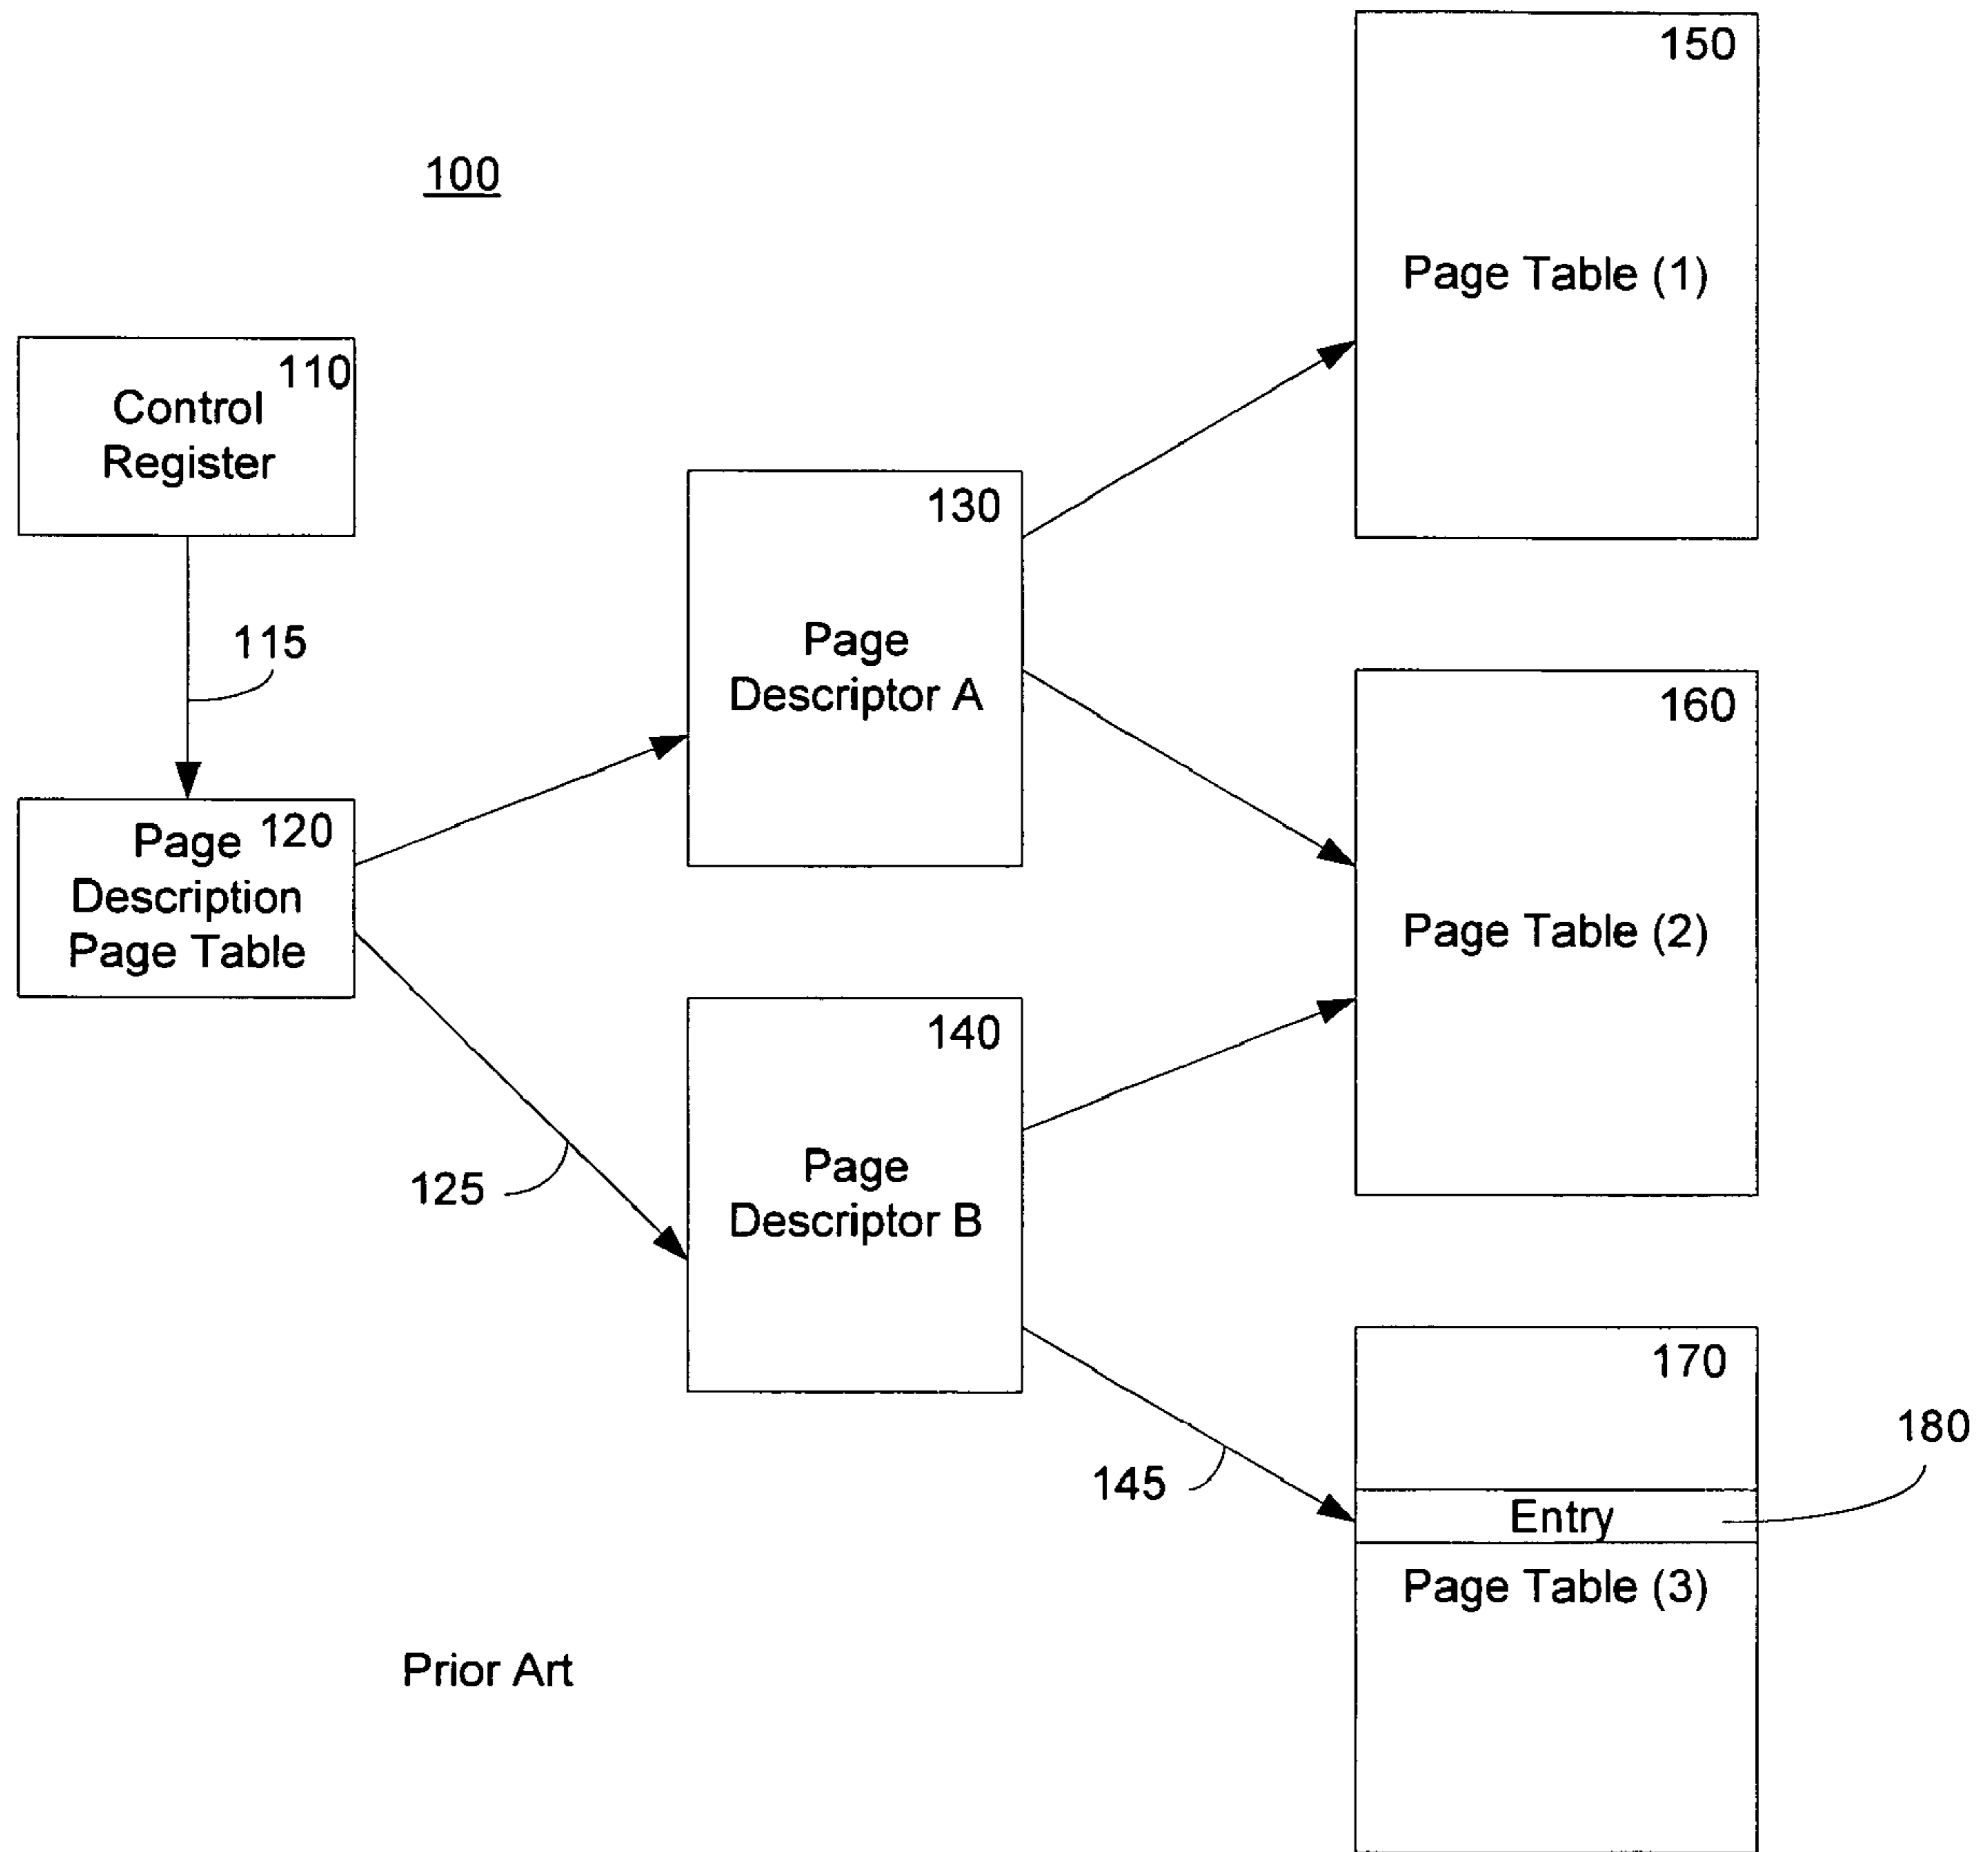 100
110
Control
Register
115
120
Page
Description
Page Table
125
130
Page
Descriptor A
140
Page
Descriptor B
145
150
Page Table (1)
160
Page Table (2)
170
180
Entry
Page Table (3)
Prior Art